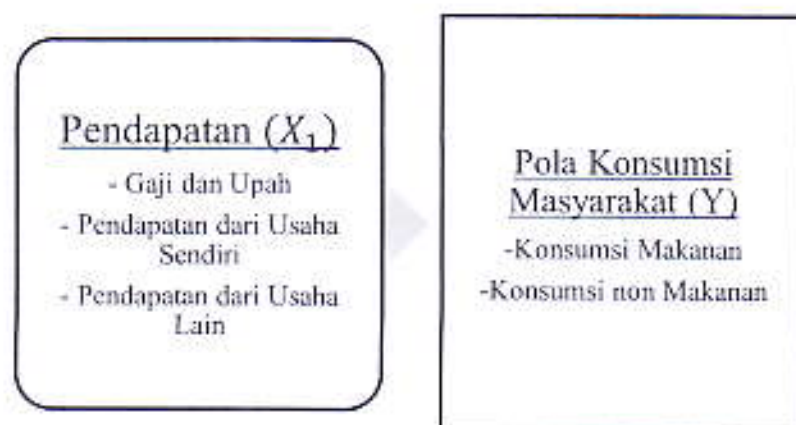 Pendapatan (X₁)
- Gaji dan Upah
- Pendapatan dari Usaha
Sendiri
- Pendapatan dari Usaha
Lain
Pola Konsumsi
Masyarakat (Y)
-Konsumsi Makanan
-Konsumsi non Makanan